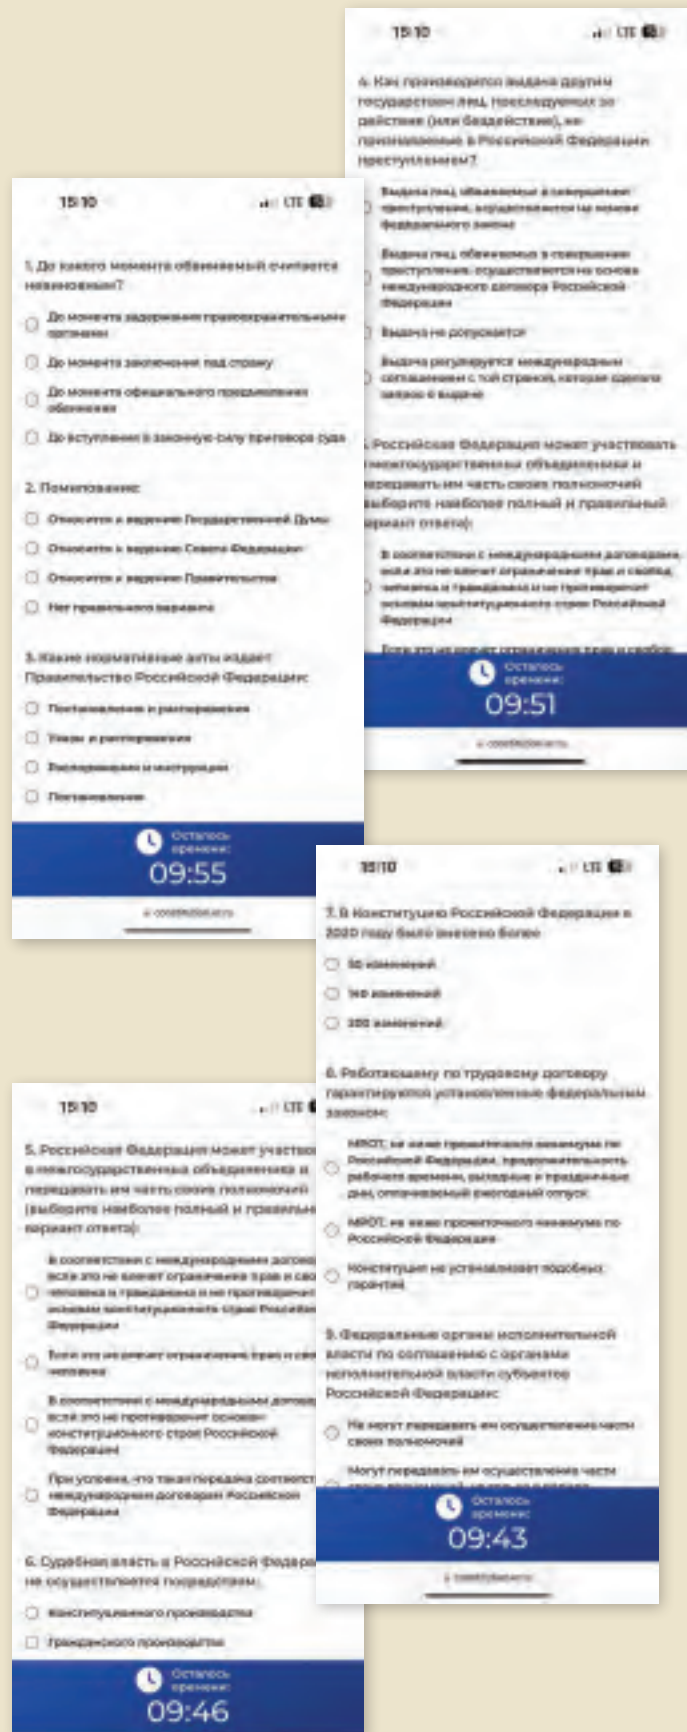 15:10
LTE
1. До какого момента обвиняемый считается
невиновным?
До момента задержания правоохранительными
органами
До момента заключения под стражу
До момента официального предъявления
обвинения
До вступления в законную силу приговора суда
2. Помилование:
Относится к ведению Государственной Думы
Относится к ведению Совета Федерации
Относится к ведению Правительства
Нет правильного варианта
3. Какие нормативные акты издает
Правительство Российской Федерации:
Постановления и распоряжения
Указы и распоряжения
Распоряжения и инструкции
Постановления
Осталось
времени:
09:55
15:10
LTE
4. Как производится выдача другим
государствам лиц, преследуемых за
действие (или бездействие), не
признаваемые в Российской Федерации
преступлением?
Выдача лиц, обвиняемых в совершении
преступления, осуществляется на основе
федерального закона
Выдача лиц, обвиняемых в совершении
преступления, осуществляется на основе
международного договора Российской
Федерации
Выдача не допускается
Выдача регулируется международным
соглашением с той страной, которая сделала
запрос о выдаче
Российская Федерация может участвовать
межгосударственных объединениях и
передавать им часть своих полномочий
выберите наиболее полный и правильный
вариант ответа):
В соответствии с международными договорами,
если это не влечет ограничения прав и свобод
человека и гражданина и не противоречит
основам конституционного строя Российской
Федерации
Если это не влечет ограничения прав и свобод
Осталось
времени:
09:51
15:10
LTE
5. Российская Федерация может
в межгосударственных объединениях и
передавать им часть своих полномочий
(выберите наиболее полный и
вариант ответа):
В соответствии с международными
если это не влечет ограничения прав и
человека и гражданина и не противоречит
основам конституционного строя
Федерации
Если это не влечет ограничения прав и
человека
В соответствии с международными
если это не противоречит основам
конституционного строя Российской
Федерации
При условии, что такая передача
международным договорам Российской
Федерации
6. Судебная власть в Российской
не осуществляется посредством:
Конституционного производства
Гражданского производства
Осталось
времени:
09:46
15:10
LTE
7. В Конституцию Российской Федерации в
2020 году было внесено более
50 изменений
140 изменений
200 изменений
8. Работающему по трудовому договору
гарантируются установленные федеральным
законом:
МРОТ, не ниже прожиточного минимума по
Российской Федерации, продолжительность
рабочего времени, выходные и праздничные
дни, оплачиваемый ежегодный отпуск
МРОТ, не ниже прожиточного минимума по
Российской Федерации
Конституция не устанавливает подобных
гарантий
9. Федеральные органы исполнительной
власти по соглашению с органами
исполнительной власти субъектов
Российской Федерации:
Не могут передавать им осуществление части
своих полномочий
Могут передавать им осуществление части
Осталось
времени:
09:43